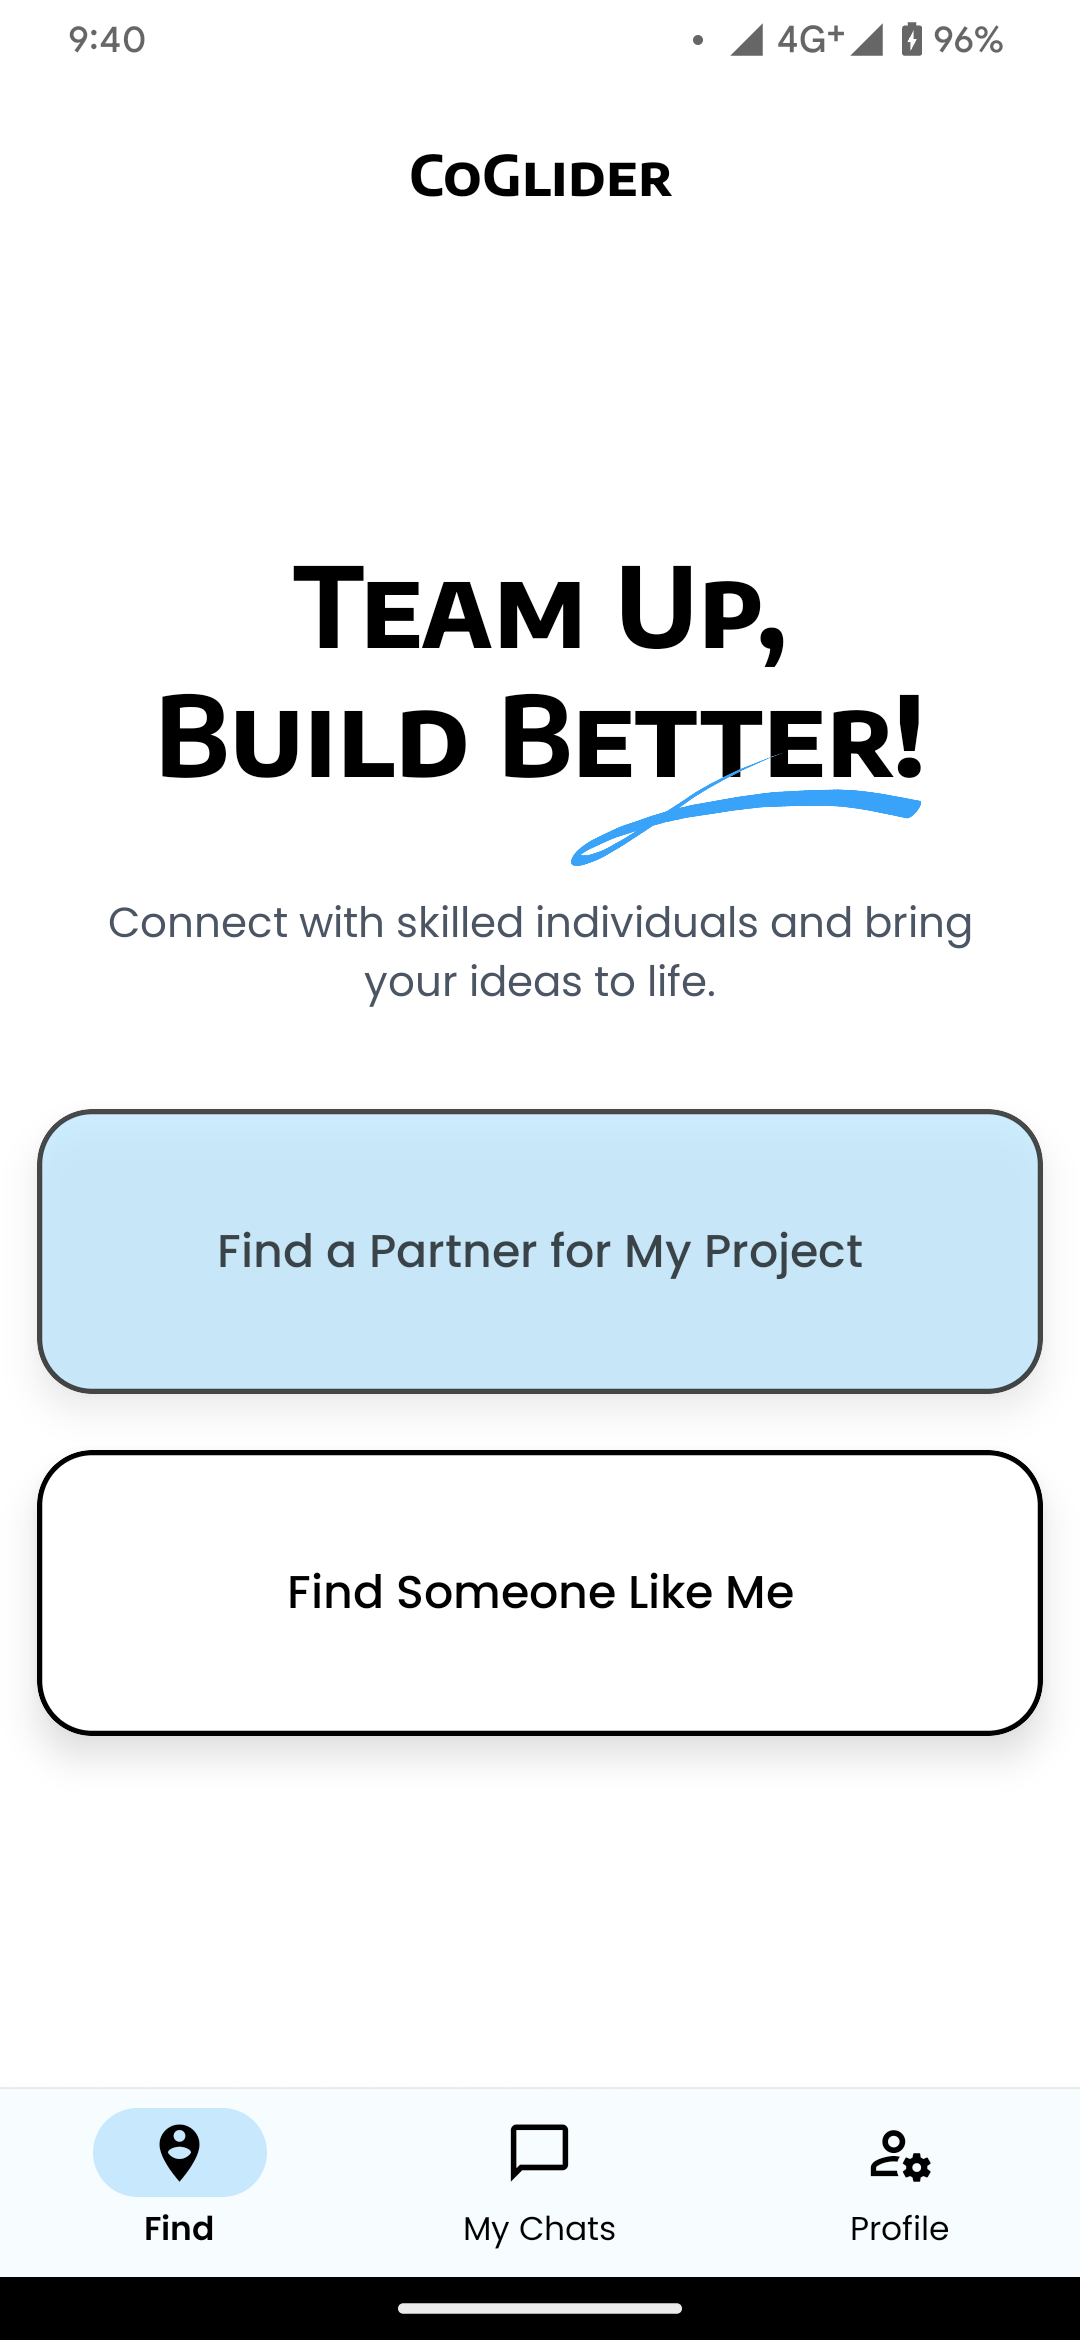 9:40
4G+ 96%
CoGlider
Team Up,
Build Better!
Connect with skilled individuals and bring
your ideas to life.
Find a Partner for My Project
Find Someone Like Me
Find
My Chats
Profile